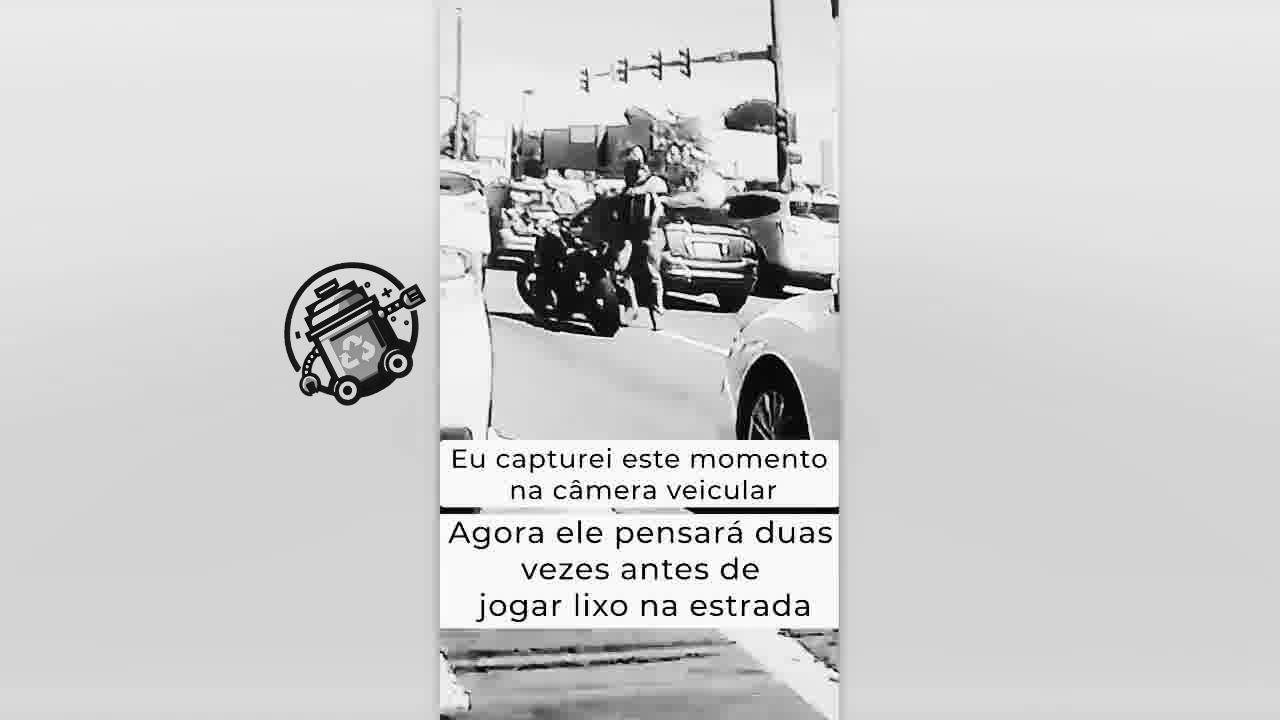 Eu capturei este momento
na câmera veicular
Agora ele pensará duas
vezes antes de
jogar lixo na estrada